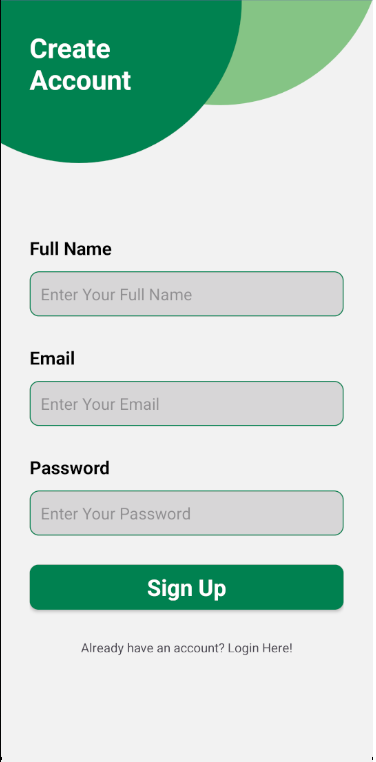 Create
Account
Full Name
Enter Your Full Name
Email
Enter Your Email
Password
Enter Your Password
Sign Up
Already have an account? Login Here!